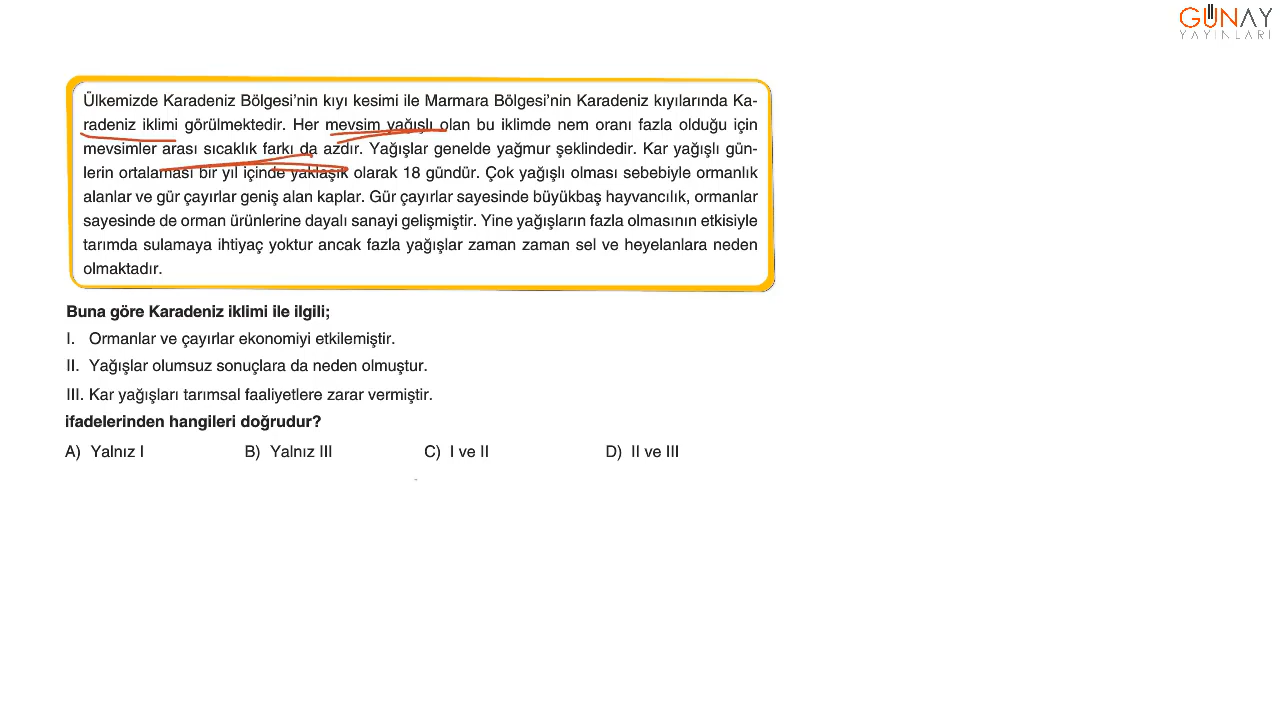 GÜNAY
YAYINLARI
Ülkemizde Karadeniz Bölgesi’nin kıyı kesimi ile Marmara Bölgesi’nin Karadeniz kıyılarında Ka-
radeniz iklimi görülmektedir. Her mevsim yağışlı olan bu iklimde nem oranı fazla olduğu için
mevsimler arası sıcaklık farkı da azdır. Yağışlar genelde yağmur şeklindedir. Kar yağışlı gün-
lerin ortalaması bir yıl içinde yaklaşık olarak 18 gündür. Çok yağışlı olması sebebiyle ormanlık
alanlar ve gür çayırlar geniş alan kaplar. Gür çayırlar sayesinde büyükbaş hayvancılık, ormanlar
sayesinde de orman ürünlerine dayalı sanayi gelişmiştir. Yine yağışların fazla olmasının etkisiyle
tarımda sulamaya ihtiyaç yoktur ancak fazla yağışlar zaman zaman sel ve heyelanlara neden
olmaktadır.
Buna göre Karadeniz iklimi ile ilgili;
I. Ormanlar ve çayırlar ekonomiyi etkilemiştir.
II. Yağışlar olumsuz sonuçlara da neden olmuştur.
III. Kar yağışları tarımsal faaliyetlere zarar vermiştir.
ifadelerinden hangileri doğrudur?
A) Yalnız I B) Yalnız III C) I ve II D) II ve III